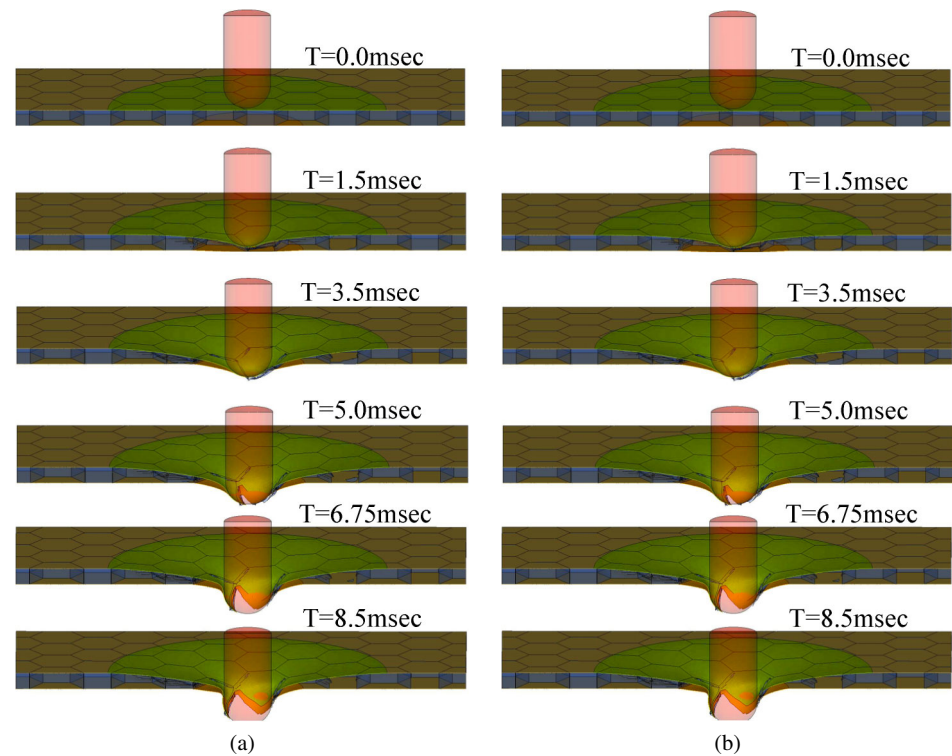 T=0.0msec T=0.0msec
T=1.5msec T=1.5msec
T=3.5msec T=3.5msec
T=5.0msec T=5.0msec
T=6.75msec T=6.75msec
T=8.5msec T=8.5msec
(a) (b)